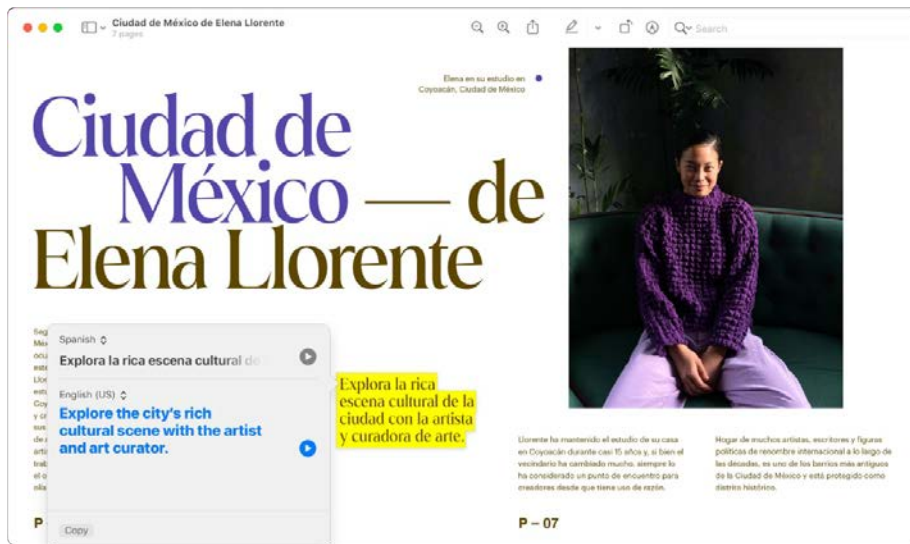 Ciudad de México de Elena Llorente
7 pages
Search
Elena en su estudio en
Coyoacán, Ciudad de México
Ciudad de
México — de
Elena Llorente
Spanish
Explora la rica escena cultural de
English (US)
Explore the city's rich
cultural scene with the artist
and art curator.
Copy
Explora la rica
escena cultural de la
ciudad con la artista
y curadora de arte.
Llorente ha mantenido el estudio de su casa
en Coyoacán durante casi 15 años y, si bien el
vecindario ha cambiado mucho, siempre lo
ha considerado un punto de encuentro para
creadores desde que tiene uso de razón.
Hogar de muchos artistas, escritores y figuras
políticas de renombre internacional a lo largo de
las décadas, es uno de los barrios más antiguos
de la Ciudad de México y está protegido como
distrito histórico.
P –
P – 07